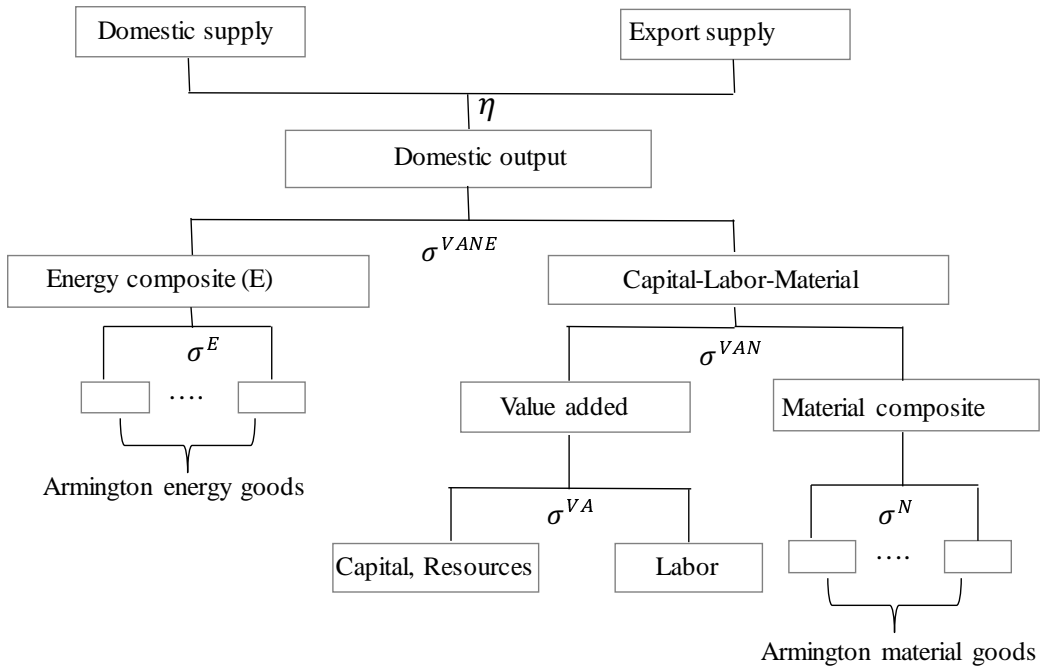 Domestic supply
Export supply
η
Domestic output
σ^VANE
Energy composite (E)
Capital-Labor-Material
σ^E
σ^VAN
....
Value added
Material composite
Armington energy goods
σ^VA
σ^N
Capital, Resources
Labor
....
Armington material goods